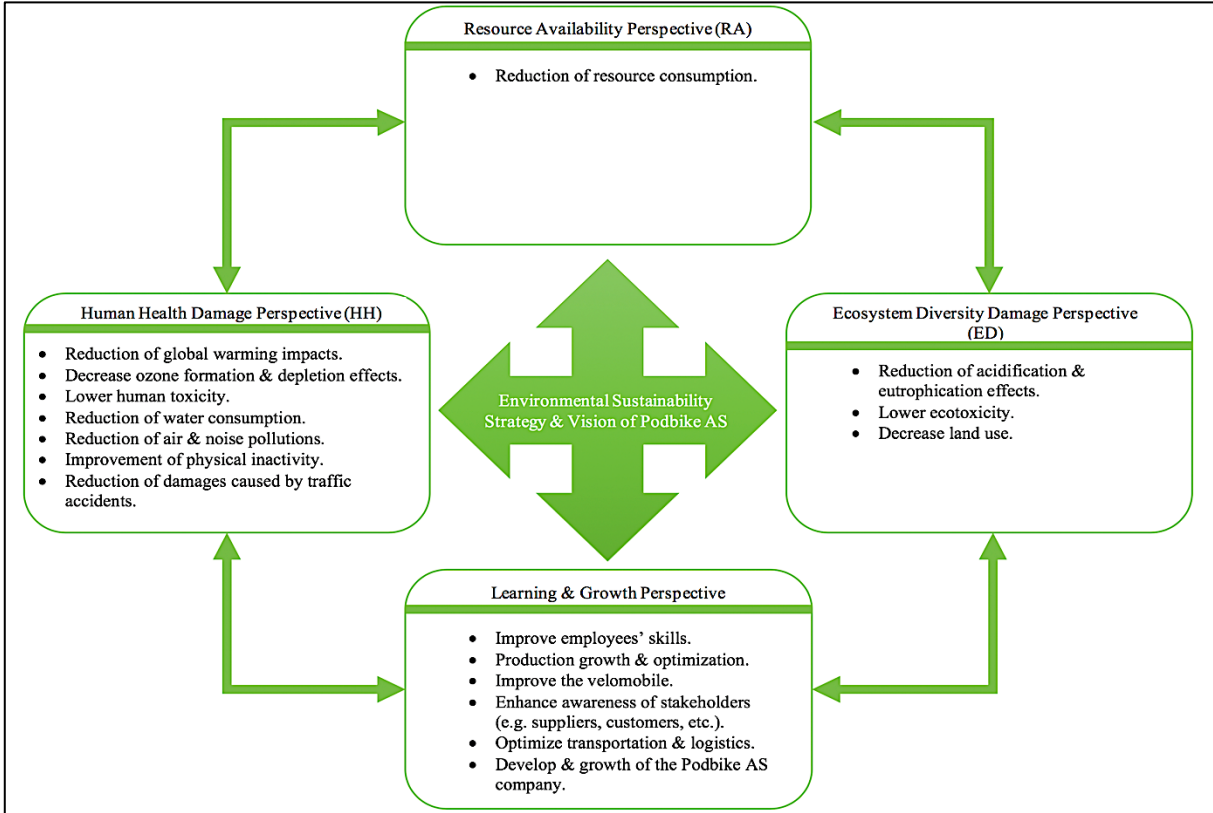 Resource Availability Perspective (RA)
• Reduction of resource consumption.
Human Health Damage Perspective (HH)
• Reduction of global warming impacts.
• Decrease ozone formation & depletion effects.
• Lower human toxicity.
• Reduction of water consumption.
• Reduction of air & noise pollutions.
• Improvement of physical inactivity.
• Reduction of damages caused by traffic
accidents.
Environmental Sustainability
Strategy & Vision of Podbike AS
Ecosystem Diversity Damage Perspective
(ED)
• Reduction of acidification &
eutrophication effects.
• Lower ecotoxicity.
• Decrease land use.
Learning & Growth Perspective
• Improve employees’ skills.
• Production growth & optimization.
• Improve the velomobile.
• Enhance awareness of stakeholders
(e.g. suppliers, customers, etc.).
• Optimize transportation & logistics.
• Develop & growth of the Podbike AS
company.